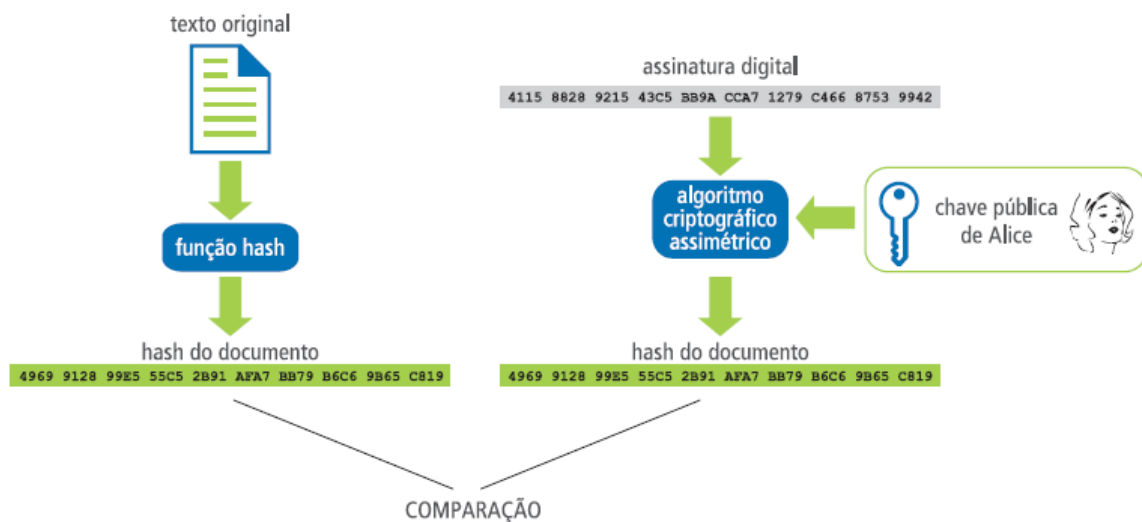 texto original
função hash
hash do documento
4969 9128 99E5 55C5 2B91 AFA7 BB79 B6C6 9B65 C819
assinatura digital
4115 8828 9215 43C5 BB9A CCA7 1279 C466 8753 9942
algoritmo
criptográfico
assimétrico
chave pública
de Alice
hash do documento
4969 9128 99E5 55C5 2B91 AFA7 BB79 B6C6 9B65 C819
COMPARAÇÃO